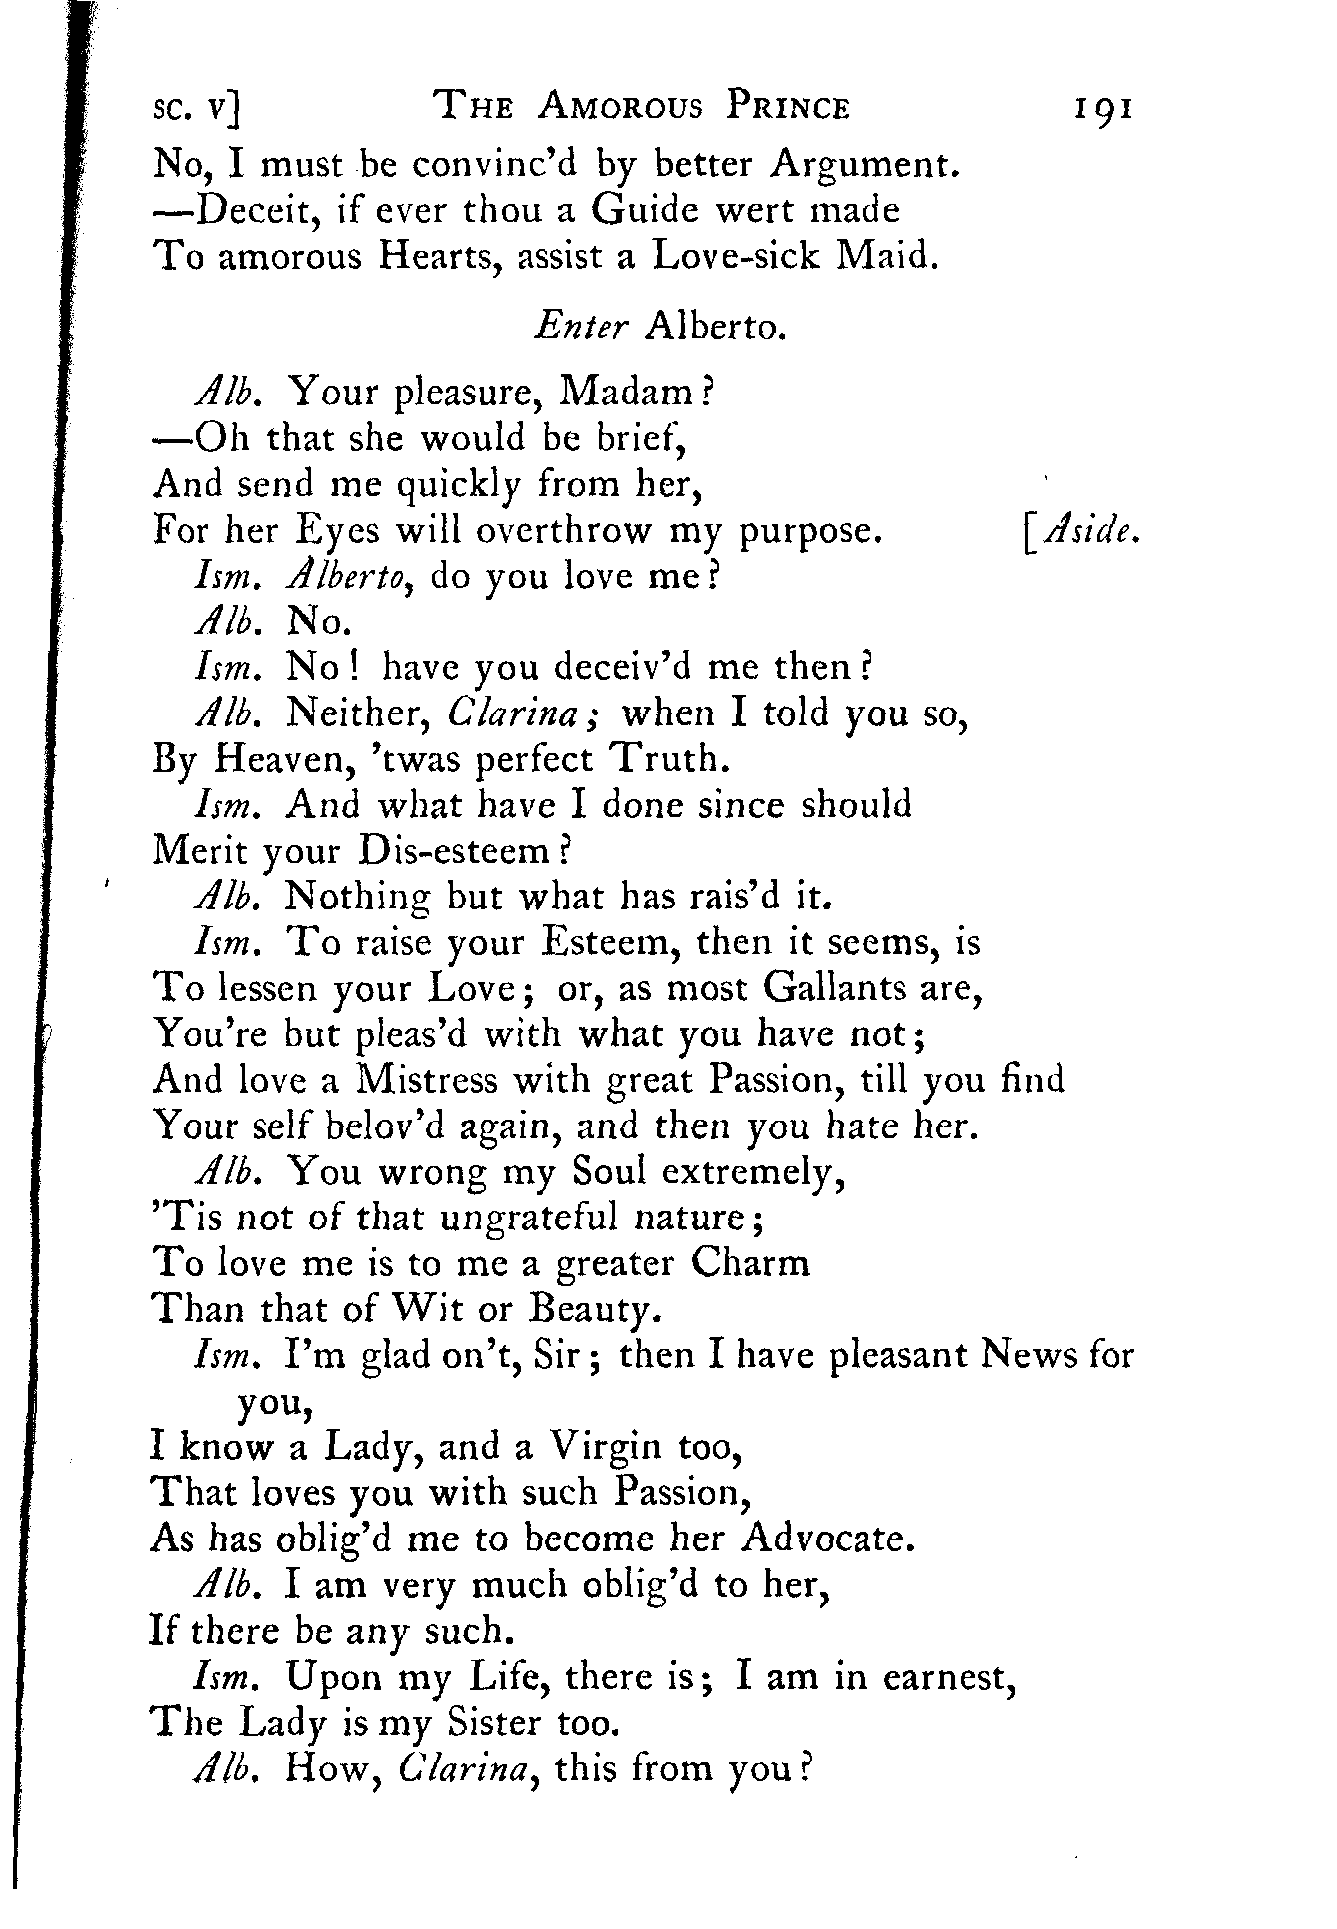 sc. v] The Amorous Prince 191
No, I must be convinc'd by better Argument.
—Deceit, if ever thou a Guide wert made
To amorous Hearts, assist a Love-sick Maid.
Enter Alberto.
Alb. Your pleasure, Madam?
—Oh that she would be brief,
And send me quickly from her,
For her Eyes will overthrow my purpose. [Aside.
Ism. Alberto, do you love me?
Alb. No.
Ism. No! have you deceiv'd me then?
Alb. Neither, Clarina; when I told you so,
By Heaven, 'twas perfect Truth.
Ism. And what have I done since should
Merit your Dis-esteem?
Alb. Nothing but what has rais'd it.
Ism. To raise your Esteem, then it seems, is
To lessen your Love; or, as most Gallants are,
You're but pleas'd with what you have not;
And love a Mistress with great Passion, till you find
Your self belov'd again, and then you hate her.
Alb. You wrong my Soul extremely,
'Tis not of that ungrateful nature;
To love me is to me a greater Charm
Than that of Wit or Beauty.
Ism. I'm glad on't, Sir; then I have pleasant News for
you,
I know a Lady, and a Virgin too,
That loves you with such Passion,
As has oblig'd me to become her Advocate.
Alb. I am very much oblig'd to her,
If there be any such.
Ism. Upon my Life, there is; I am in earnest,
The Lady is my Sister too.
Alb. How, Clarina, this from you?